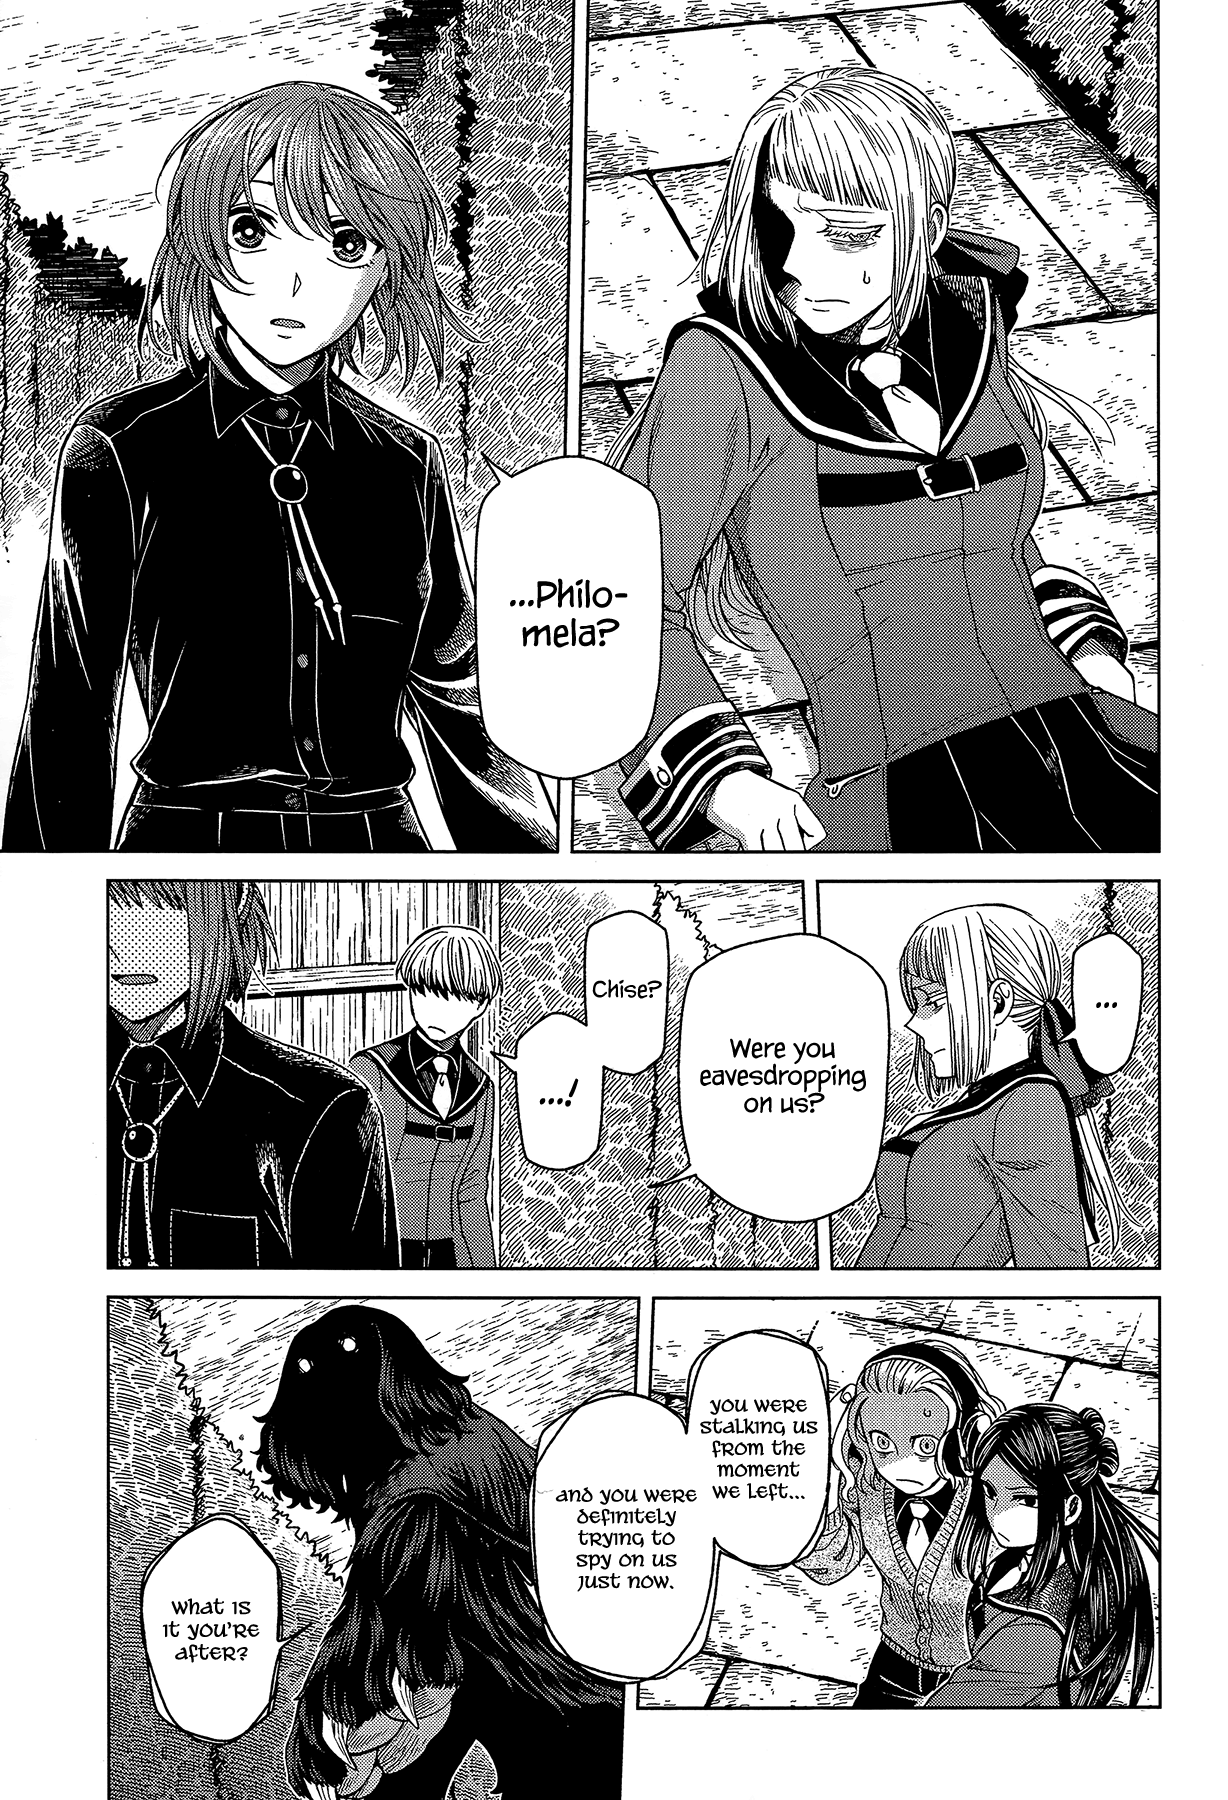 ...Philo-
mela?
...
Were you
eavesdropping
on us?
Chise?
...!
you were
stalking us
from the
moment
we left...
and you were
definitely
trying to
spy on us
just now.
what is
it you're
after?